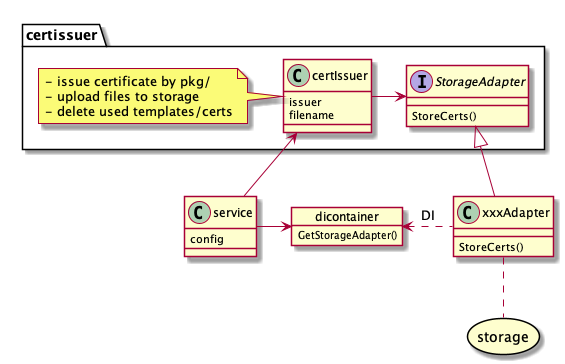 certissuer
- issue certificate by pkg/
- upload files to storage
- delete used templates/certs
C certIssuer
issuer
filename
I StorageAdapter
StoreCerts()
C service
config
dicontainer
GetStorageAdapter()
DI
C xxxAdapter
StoreCerts()
storage